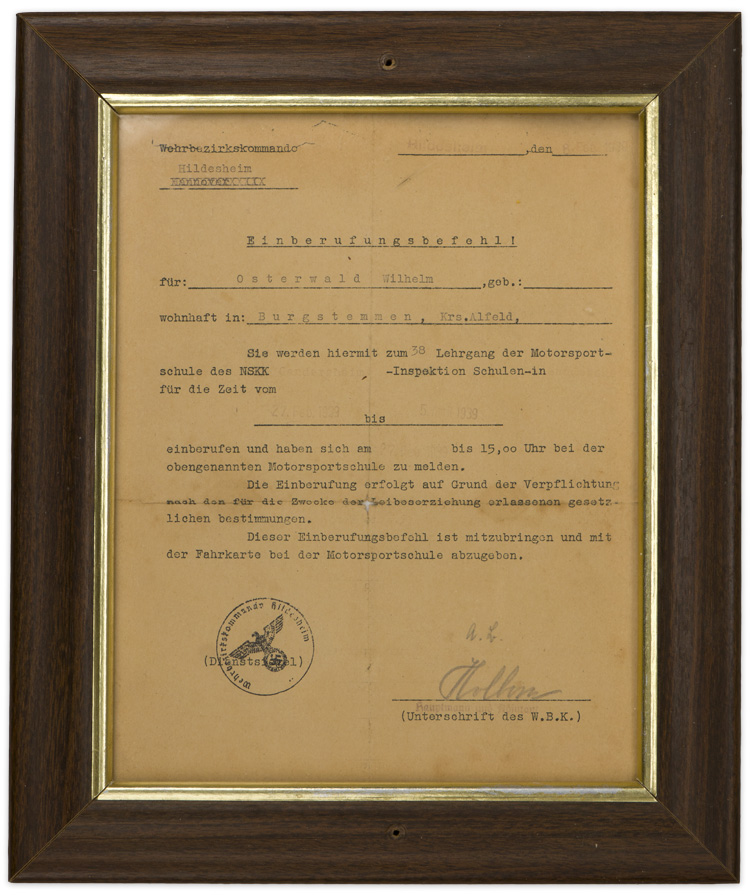 Wehrbezirkskommando
,den
Hildesheim
Hannover
Einberufungsbefehl!
für: Osterwald Wilhelm ,geb.:
wohnhaft in: Burgstemmen, Krs.Alfeld,
Sie werden hiermit zum 38 Lehrgang der Motorsport-
schule des NSKK -Inspektion Schulen-in
für die Zeit vom
bis
einberufen und haben sich am bis 15,oo Uhr bei der
obengenannten Motorsportschule zu melden.
Die Einberufung erfolgt auf Grund der Verpflichtung
nach den für die Zwecke der Leibeserziehung erlassenen gesetz-
lichen bestimmungen.
Dieser Einberufungsbefehl ist mitzubringen und mit
der Fahrkarte bei der Motorsportschule abzugeben.
Wehrbezirkskommando Hildesheim
(Dienstsiegel)
(Unterschrift des W.B.K.)